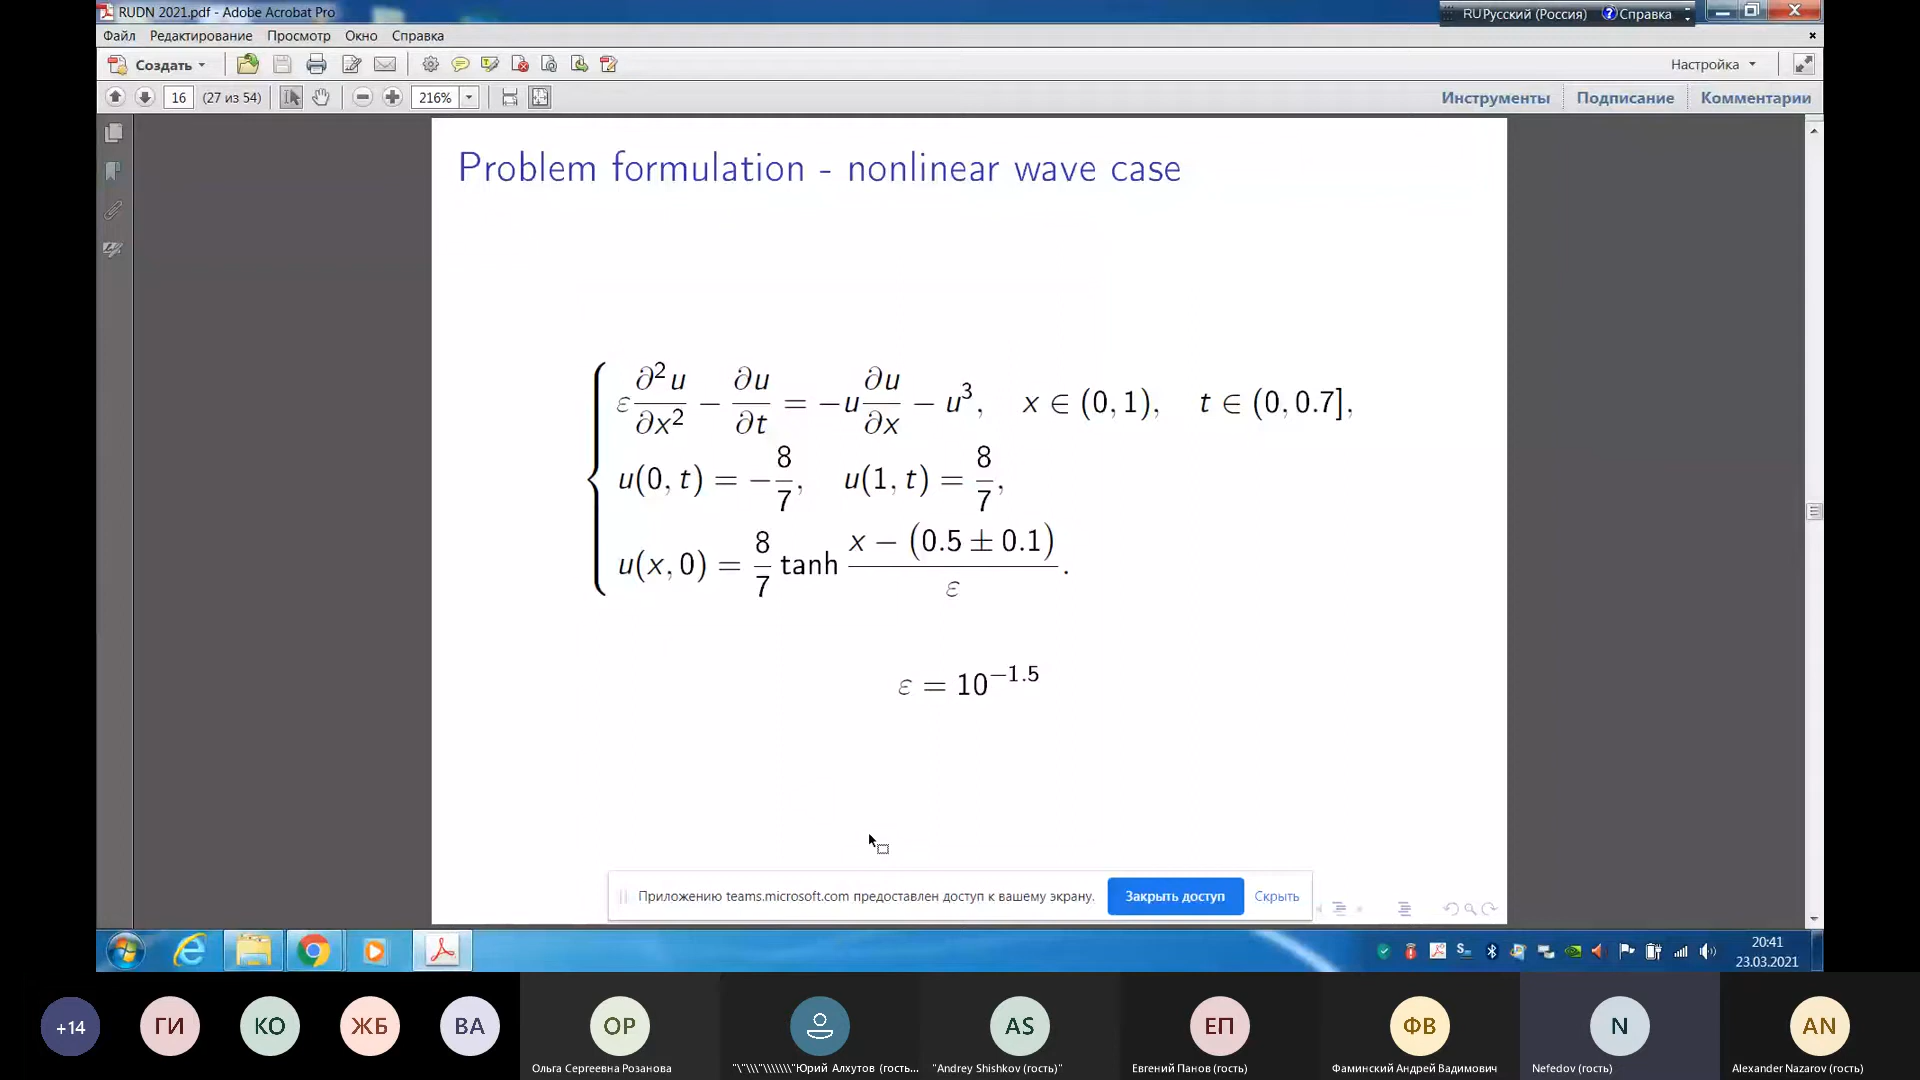 RUDN 2021.pdf - Adobe Acrobat Pro
RU Русский (Россия) Справка
Файл Редактирование Просмотр Окно Справка
Создать Настройка
16 (27 из 54) 216% Инструменты Подписание Комментарии
Problem formulation - nonlinear wave case
ε ∂²u/∂x² − ∂u/∂t = −u ∂u/∂x − u³, x ∈ (0, 1), t ∈ (0, 0.7],
u(0, t) = −8/7, u(1, t) = 8/7,
u(x, 0) = 8/7 tanh (x − (0.5 ± 0.1))/ε.
ε = 10^−1.5
Приложению teams.microsoft.com предоставлен доступ к вашему экрану. Закрыть доступ Скрыть
20:41
23.03.2021
+14 ГИ КО ЖБ ВА ОР AS ЕП ФВ N AN
Ольга Сергеевна Розанова "\"\\\"\\\\\\\"Юрий Алхутов (гость... "Andrey Shishkov (гость)" Евгений Панов (гость) Фаминский Андрей Вадимович Nefedov (гость) Alexander Nazarov (гость)